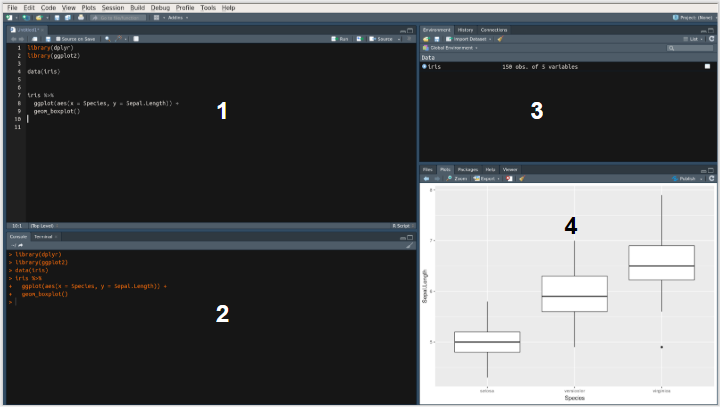 File Edit Code View Plots Session Build Debug Profile Tools Help
Addins
Project: (None)
Untitled1*
Source on Save
Run
Source
1 library(dplyr)
2 library(ggplot2)
3
4 data(iris)
5
6
7 iris %>%
8 ggplot(aes(x = Species, y = Sepal.Length)) +
9 geom_boxplot()
10
11
1
10:1 (Top Level)
R Script
Console Terminal
> library(dplyr)
> library(ggplot2)
> data(iris)
> iris %>%
+ ggplot(aes(x = Species, y = Sepal.Length)) +
+ geom_boxplot()
>
2
Environment History Connections
Import Dataset
List
Global Environment
Data
iris 150 obs. of 5 variables
3
Files Plots Packages Help Viewer
Zoom Export
Publish
4
8
7
6
5
Sepal.Length
setosa versicolor virginica
Species